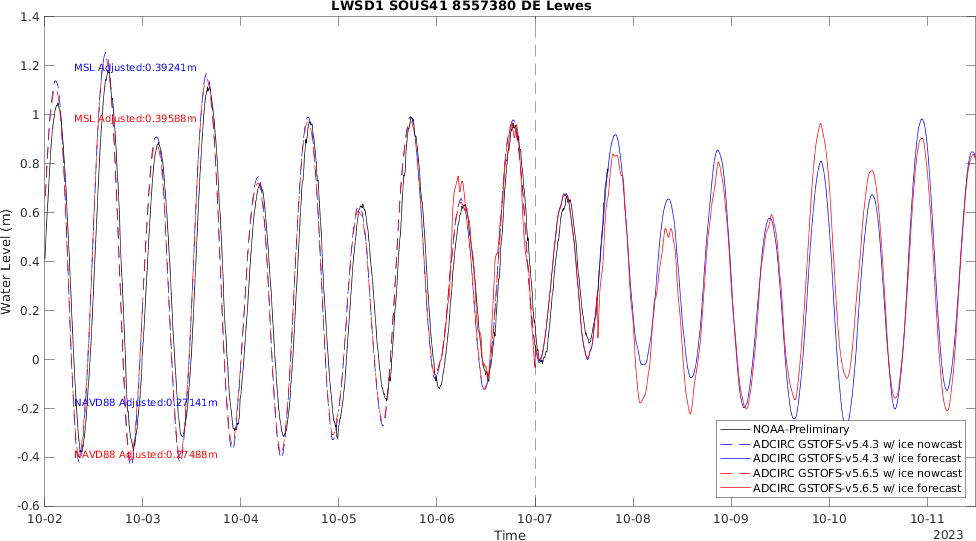 LWSD1 SOUS41 8557380 DE Lewes
1.4
1.2
1
0.8
0.6
0.4
0.2
0
-0.2
-0.4
-0.6
Water Level (m)
MSL Adjusted:0.39241m
MSL Adjusted:0.39588m
NAVD88 Adjusted:0.27141m
NAVD88 Adjusted:0.27488m
NOAA-Preliminary
ADCIRC GSTOFS-v5.4.3 w/ ice nowcast
ADCIRC GSTOFS-v5.4.3 w/ ice forecast
ADCIRC GSTOFS-v5.6.5 w/ ice nowcast
ADCIRC GSTOFS-v5.6.5 w/ ice forecast
10-02 10-03 10-04 10-05 10-06 10-07 10-08 10-09 10-10 10-11
Time
2023